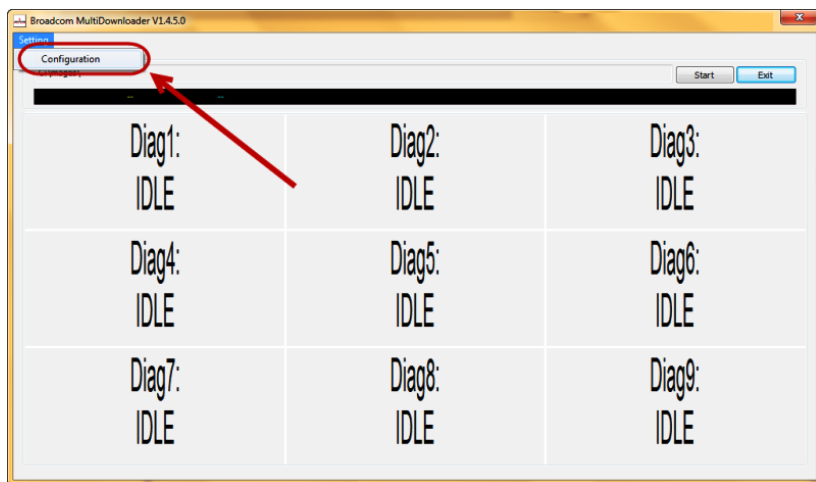 Broadcom MultiDownloader V1.4.5.0
Setting
Configuration
C:\Images\
Start Exit
Diag1: Diag2: Diag3:
IDLE IDLE IDLE
Diag4: Diag5: Diag6:
IDLE IDLE IDLE
Diag7: Diag8: Diag9:
IDLE IDLE IDLE